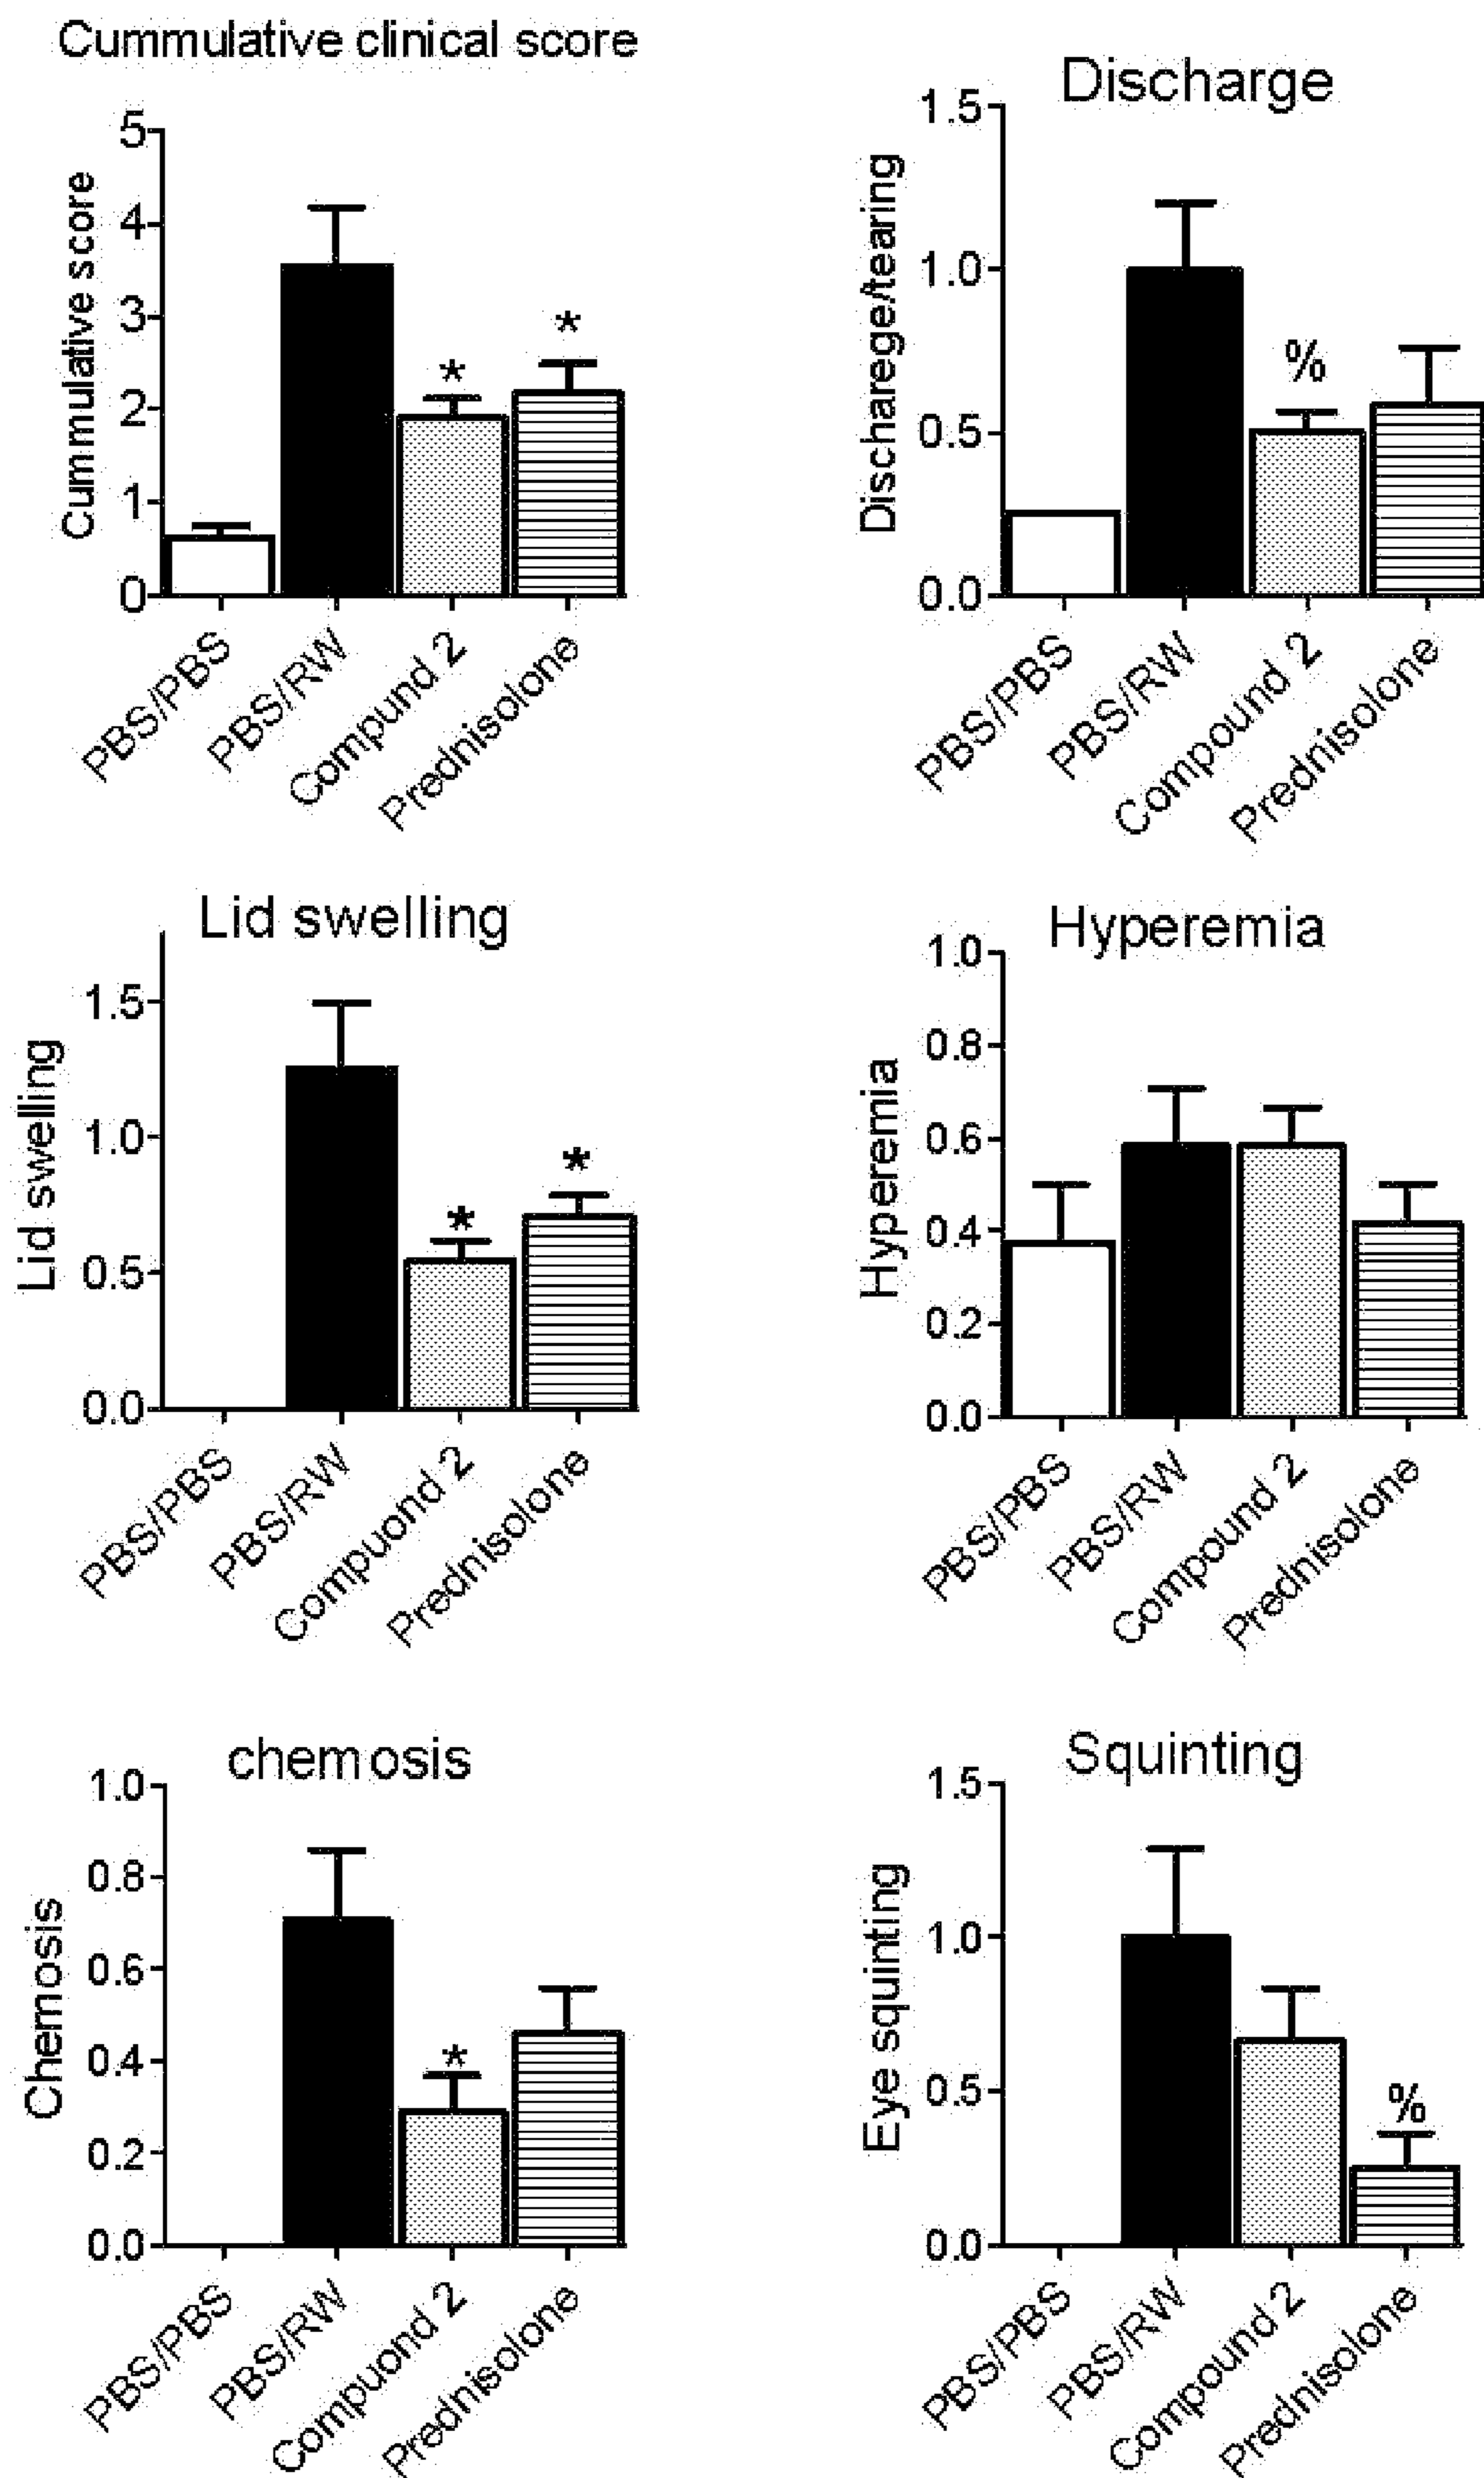 Cummulative clinical score
Cummulative score
5
4
3
2
1
0
*
*
PBS/PBS
PBS/RW
Compund 2
Prednisolone
Discharge
Discharege/tearing
1.5
1.0
0.5
0.0
%
PBS/PBS
PBS/RW
Compound 2
Prednisolone
Lid swelling
Lid swelling
1.5
1.0
0.5
0.0
*
*
PBS/PBS
PBS/RW
Compuond 2
Prednisolone
Hyperemia
Hyperemia
1.0
0.8
0.6
0.4
0.2
0.0
PBS/PBS
PBS/RW
Compound 2
Prednisolone
chemosis
Chemosis
1.0
0.8
0.6
0.4
0.2
0.0
*
PBS/PBS
PBS/RW
Compuond 2
Prednisolone
Squinting
Eye squinting
1.5
1.0
0.5
0.0
%
PBS/PBS
PBS/RW
Compound 2
Prednisolone